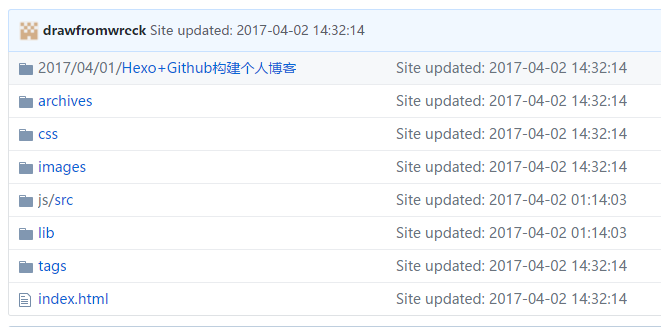 drawfromwreck Site updated: 2017-04-02 14:32:14
2017/04/01/Hexo+Github构建个人博客 Site updated: 2017-04-02 14:32:14
archives Site updated: 2017-04-02 14:32:14
css Site updated: 2017-04-02 14:32:14
images Site updated: 2017-04-02 14:32:14
js/src Site updated: 2017-04-02 01:14:03
lib Site updated: 2017-04-02 01:14:03
tags Site updated: 2017-04-02 14:32:14
index.html Site updated: 2017-04-02 14:32:14